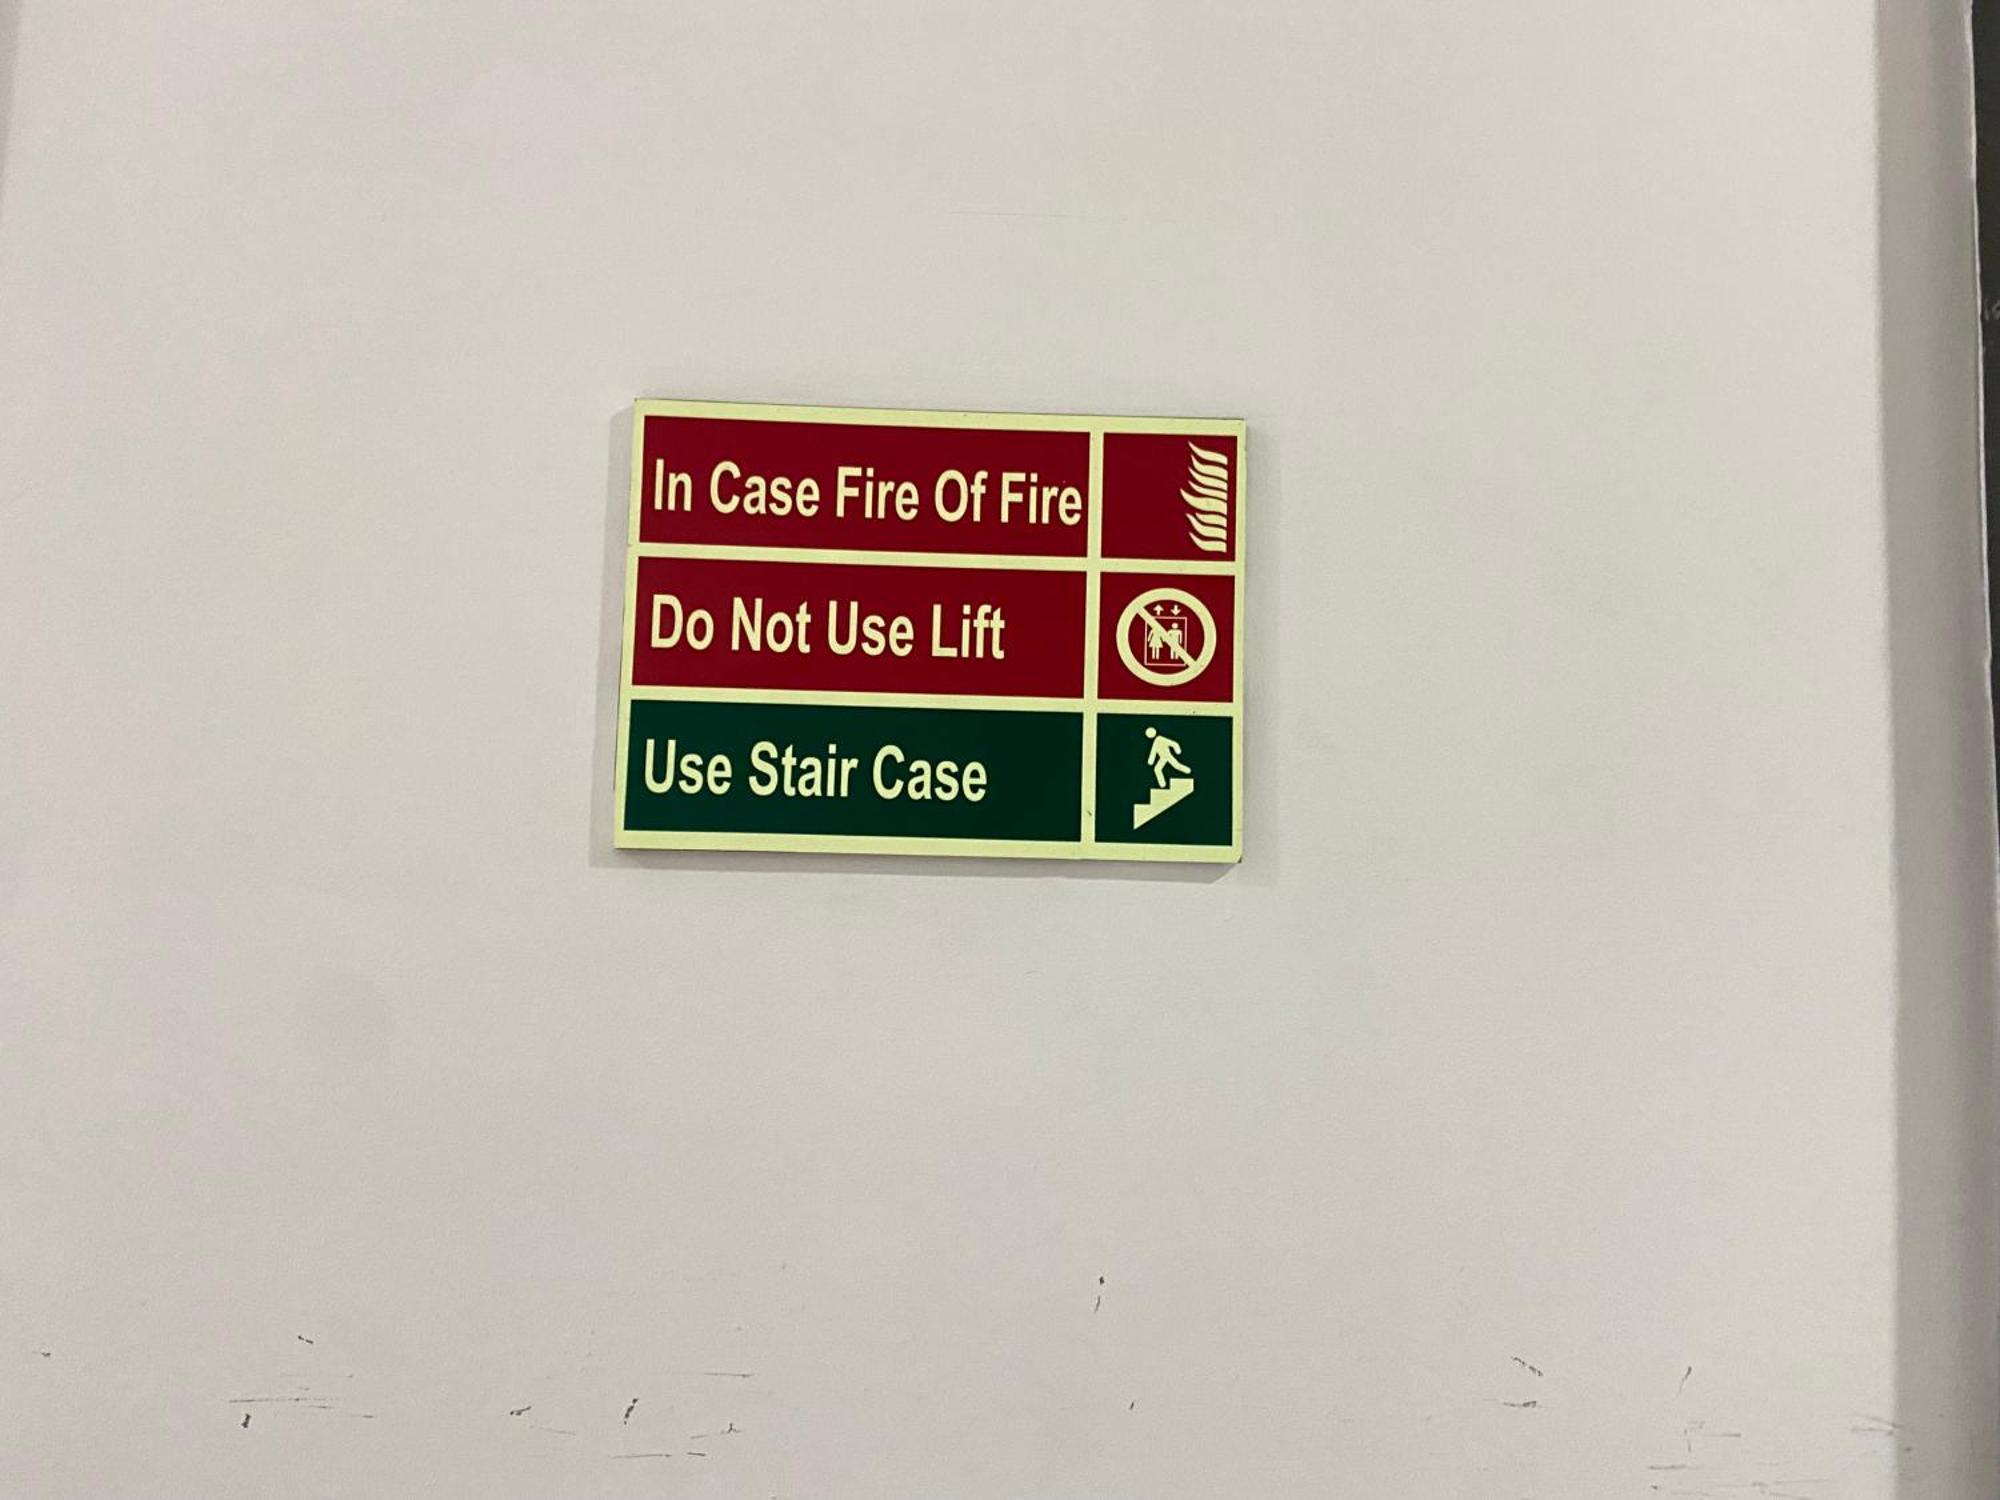 In Case Fire Of Fire
Do Not Use Lift
Use Stair Case